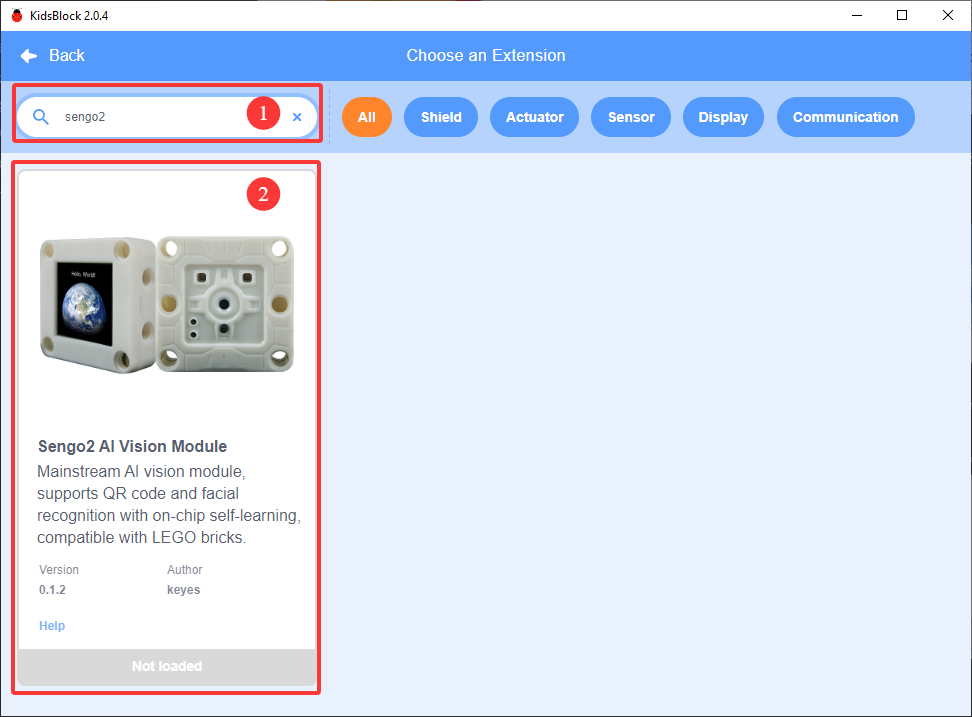 KidsBlock 2.0.4
Back
Choose an Extension
sengo2
1
All
Shield
Actuator
Sensor
Display
Communication
2
Hello, World!
Sengo2 AI Vision Module
Mainstream AI vision module,
supports QR code and facial
recognition with on-chip self-learning,
compatible with LEGO bricks.
Version
Author
0.1.2
keyes
Help
Not loaded